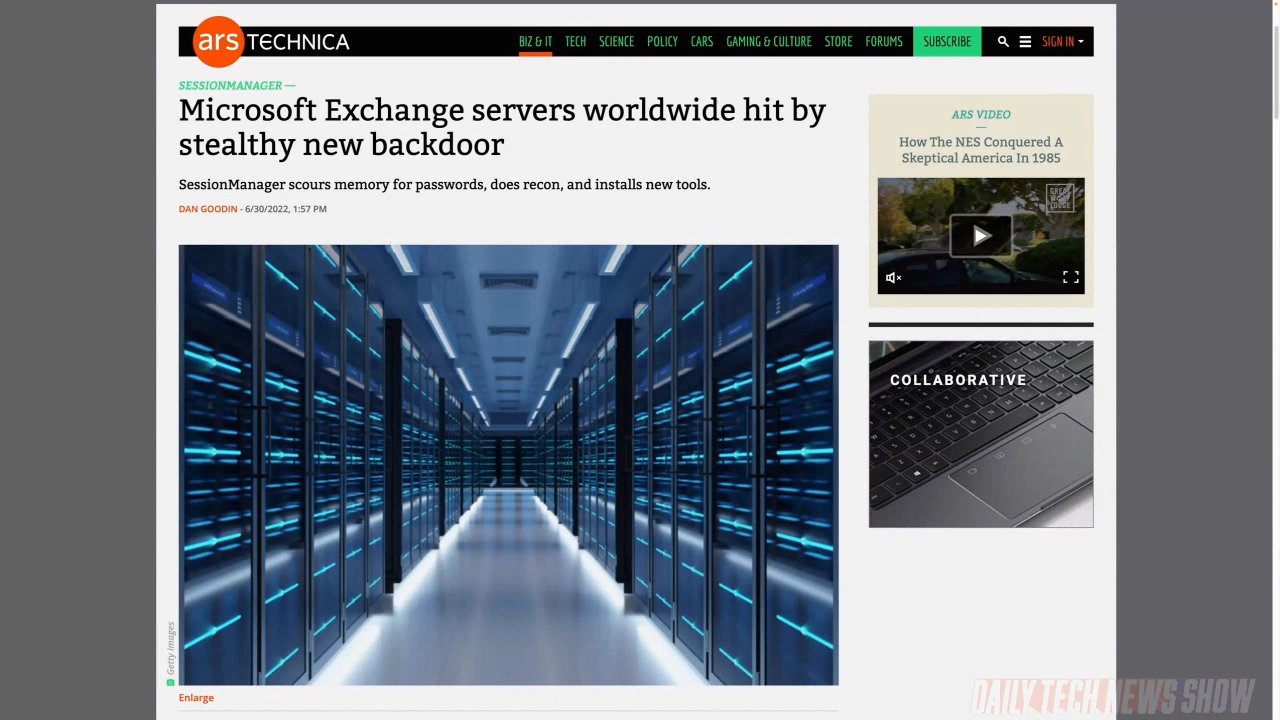 ars TECHNICA
BIZ & IT TECH SCIENCE POLICY CARS GAMING & CULTURE STORE FORUMS SUBSCRIBE SIGN IN
SESSIONMANAGER —
Microsoft Exchange servers worldwide hit by
stealthy new backdoor
SessionManager scours memory for passwords, does recon, and installs new tools.
DAN GOODIN - 6/30/2022, 1:57 PM
Getty Images
Enlarge
ARS VIDEO
How The NES Conquered A
Skeptical America In 1985
GREAT
WOLF
LODGE
COLLABORATIVE
DAILY TECH NEWS SHOW